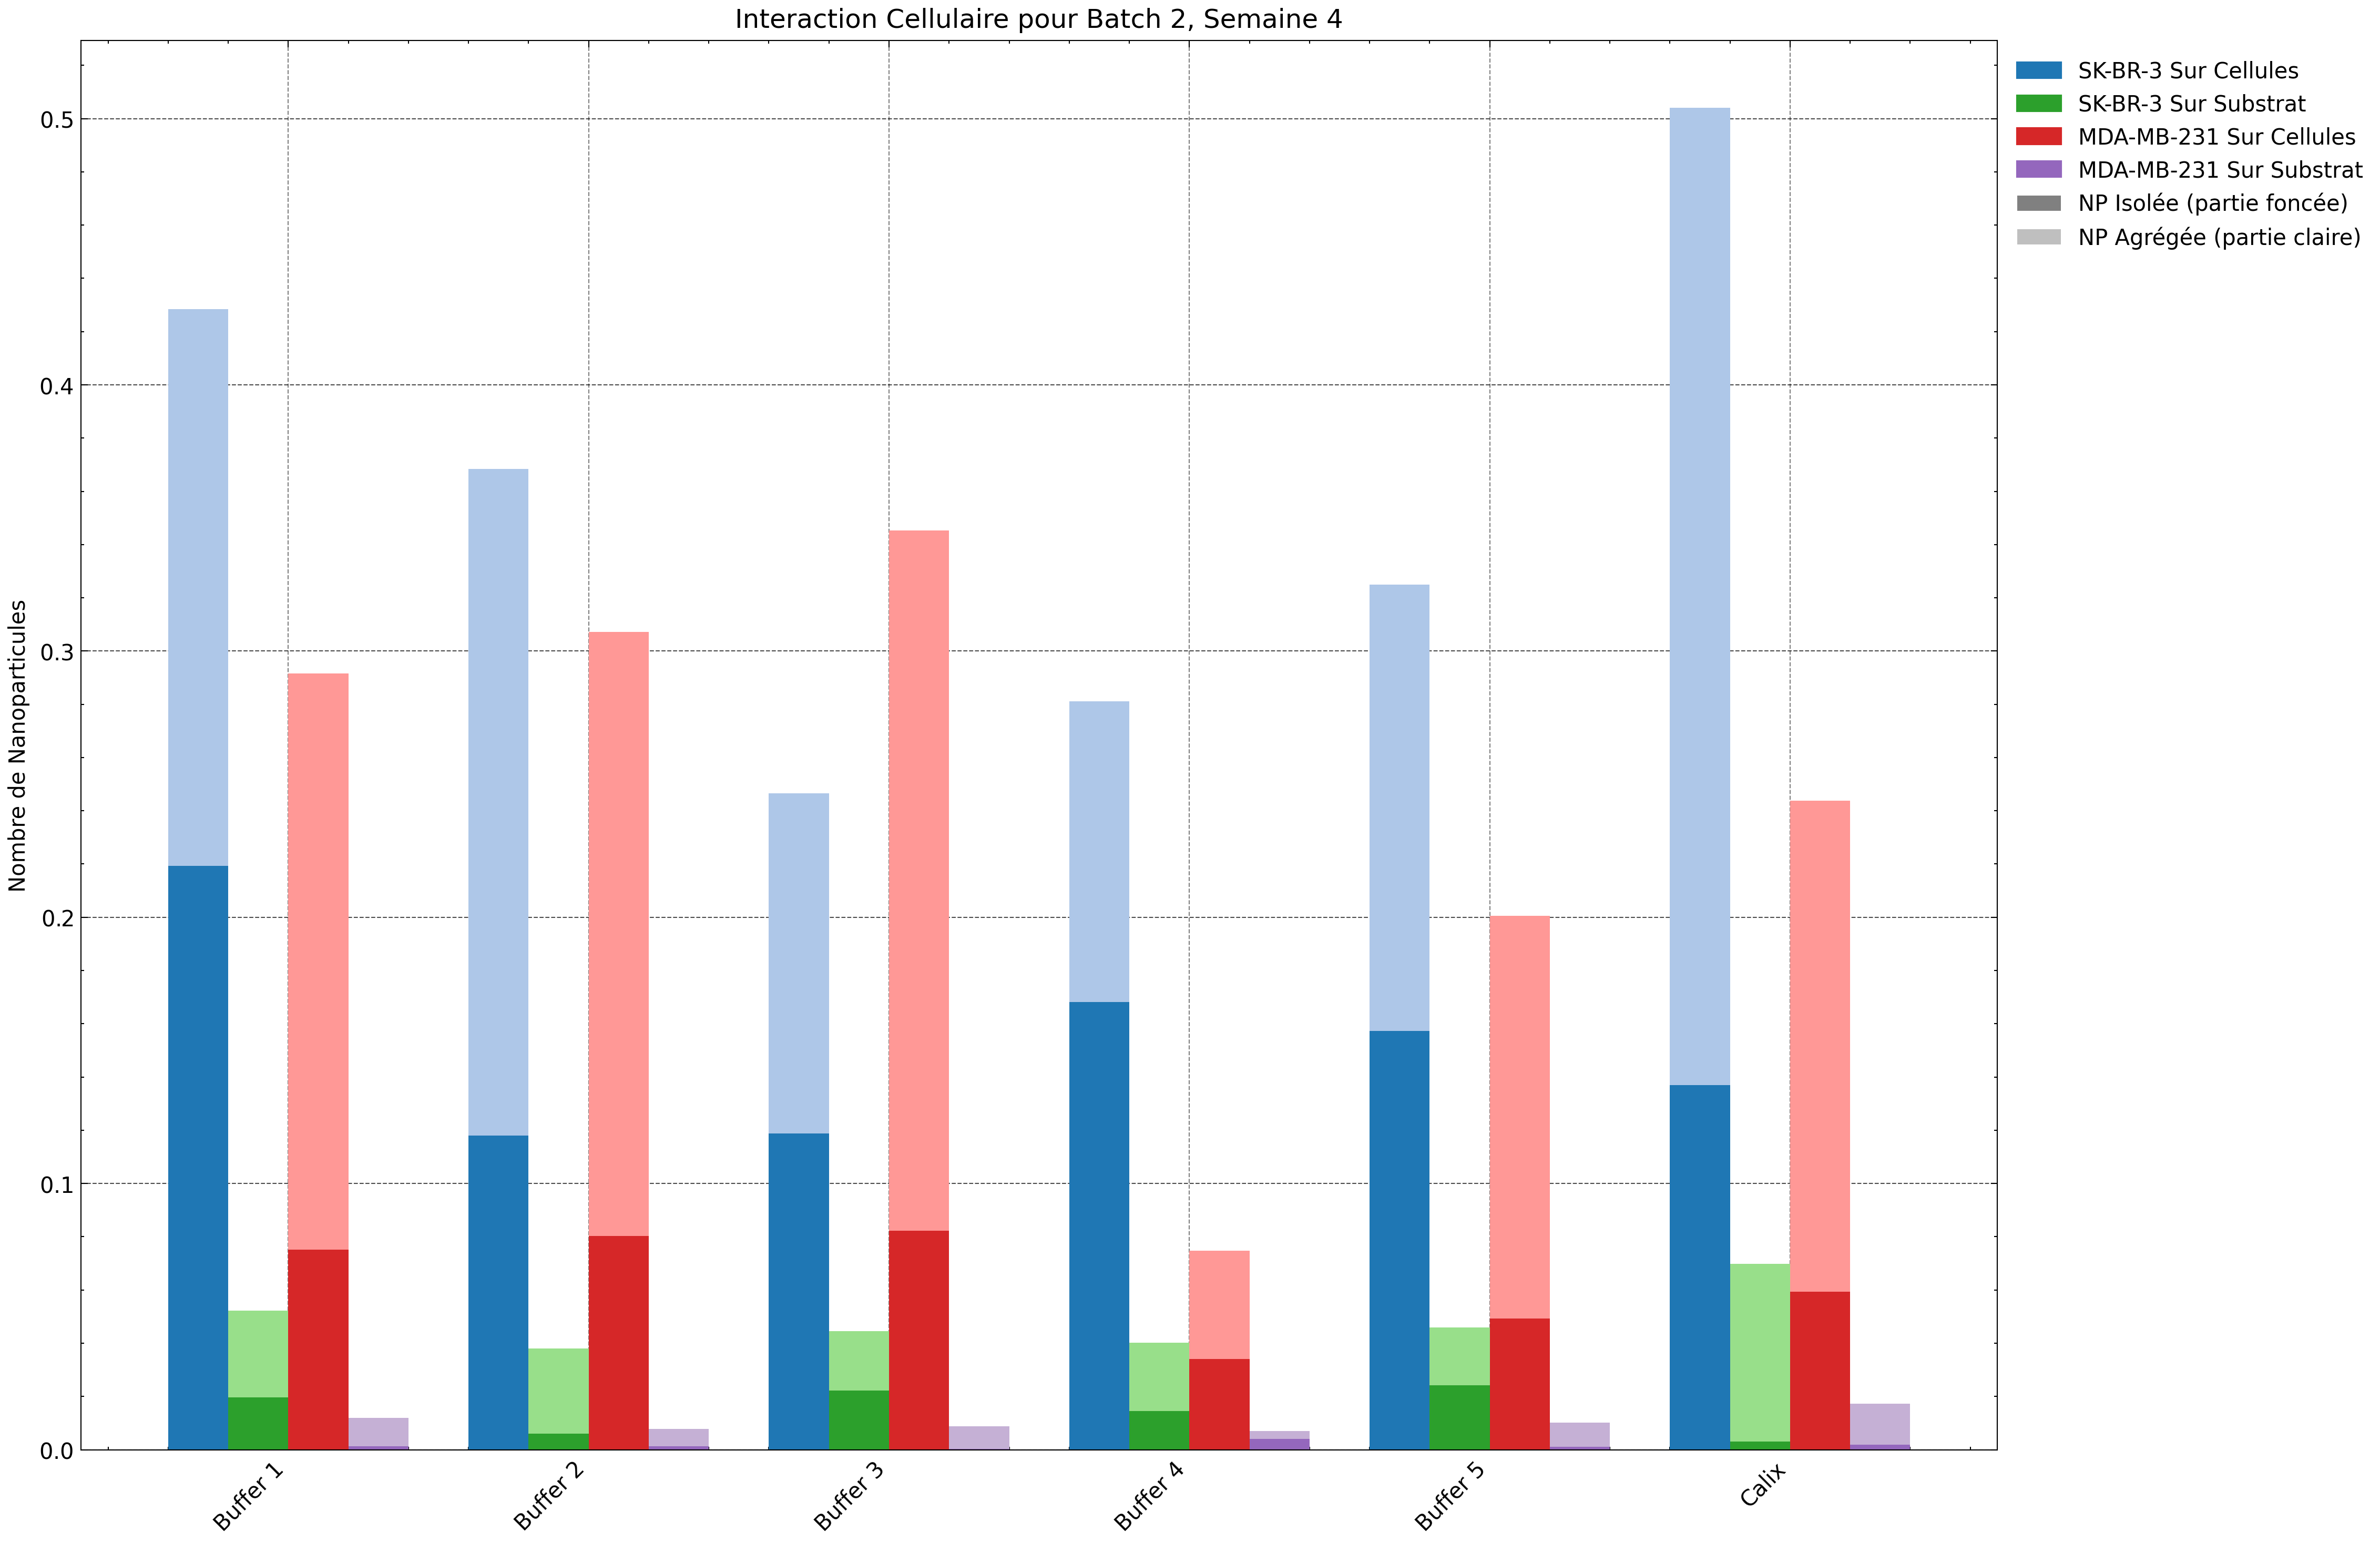 Interaction Cellulaire pour Batch 2, Semaine 4
SK-BR-3 Sur Cellules
SK-BR-3 Sur Substrat
MDA-MB-231 Sur Cellules
MDA-MB-231 Sur Substrat
NP Isolée (partie foncée)
NP Agrégée (partie claire)
Nombre de Nanoparticules
0.5
0.4
0.3
0.2
0.1
0.0
Buffer 1
Buffer 2
Buffer 3
Buffer 4
Buffer 5
Calix